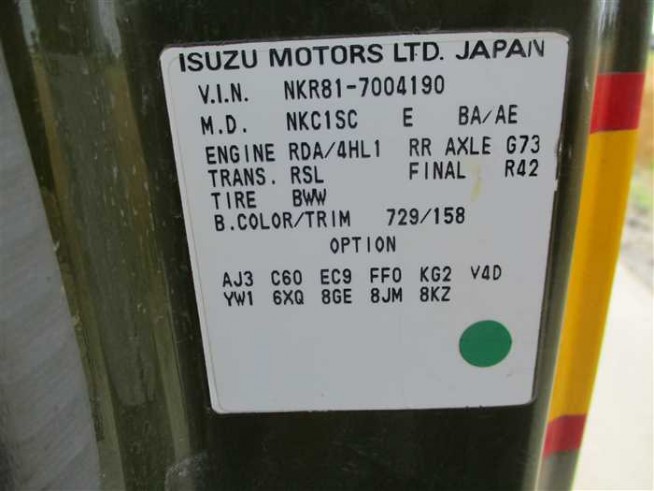 ISUZU MOTORS LTD. JAPAN
V.I.N. NKR81-7004190
M.D. NKC1SC E BA/AE
ENGINE RDA/4HL1 RR AXLE G73
TRANS. RSL FINAL R42
TIRE BWW
B.COLOR/TRIM 729/158
OPTION
AJ3 C60 EC9 FF0 KG2 V4D
YW1 6XQ 8GE 8JM 8KZ